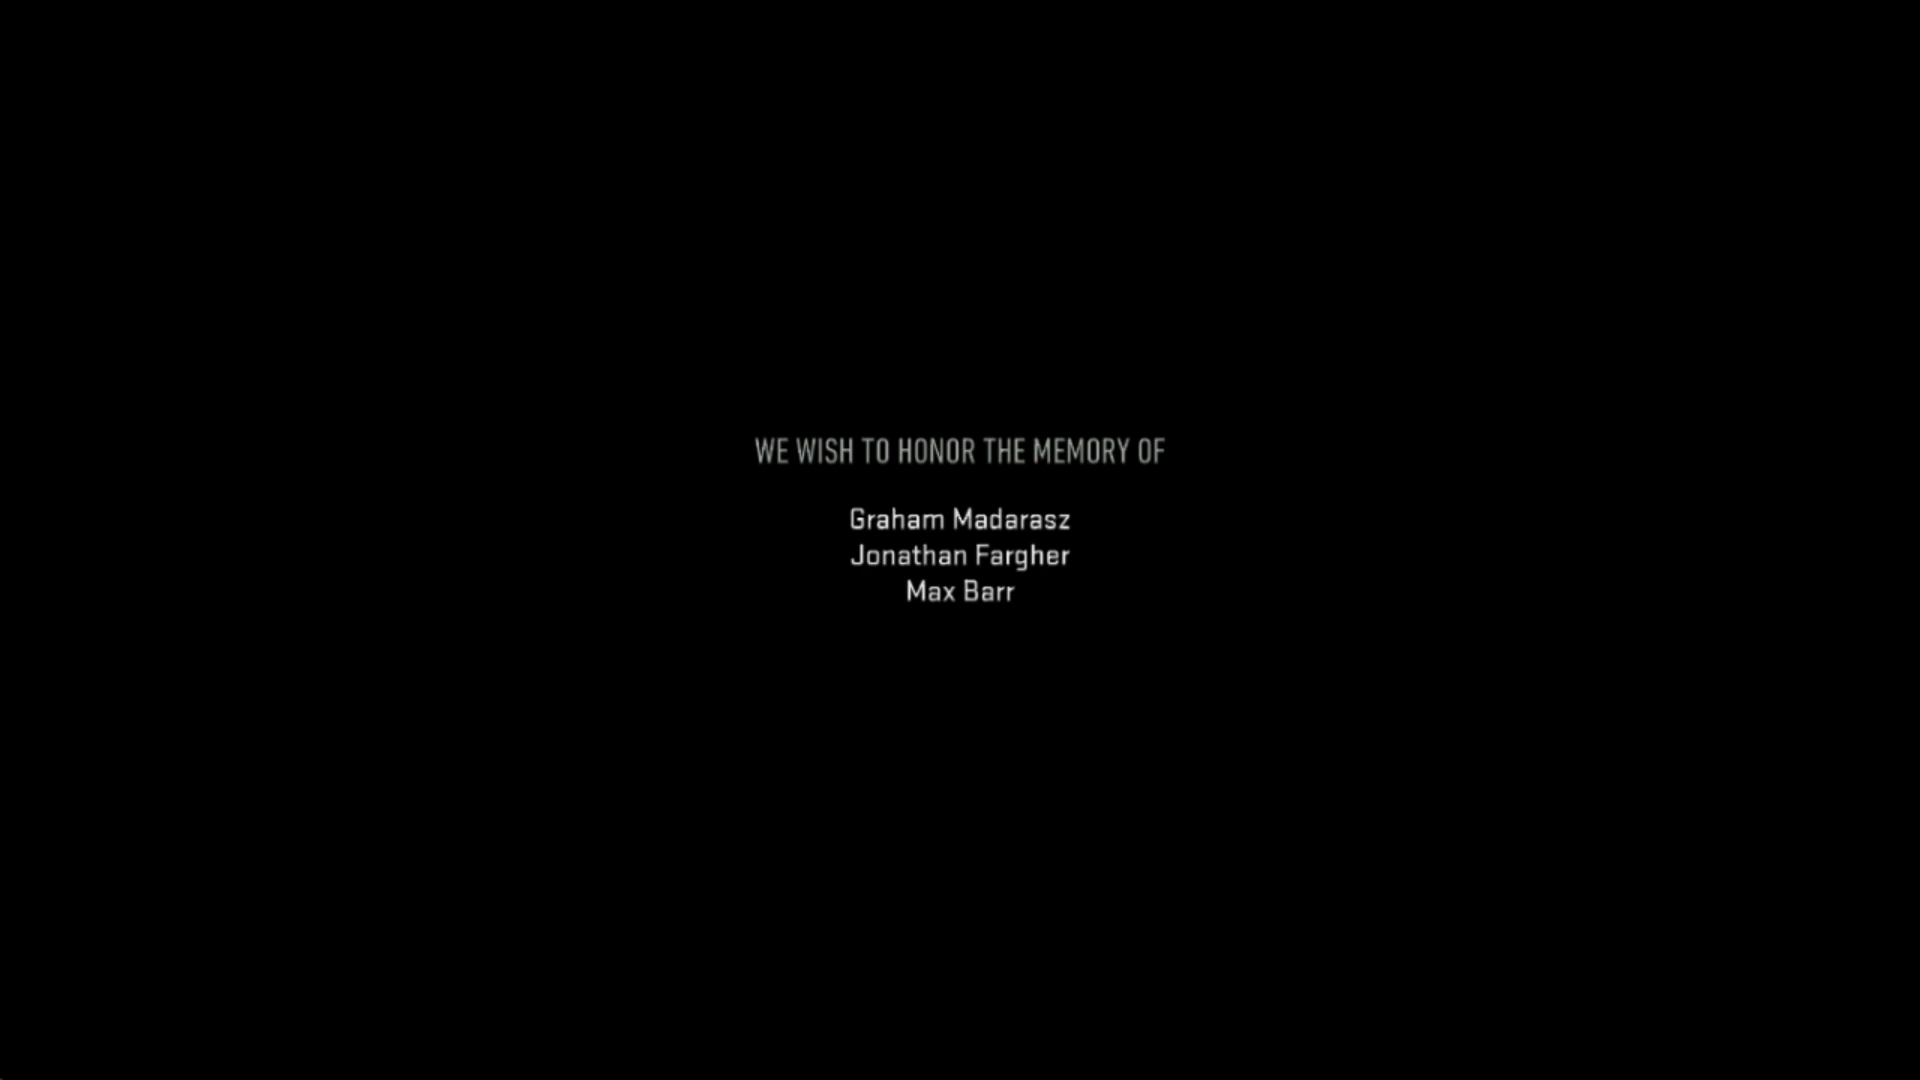 WE WISH TO HONOR THE MEMORY OF
Graham Madarasz
Jonathan Fargher
Max Barr